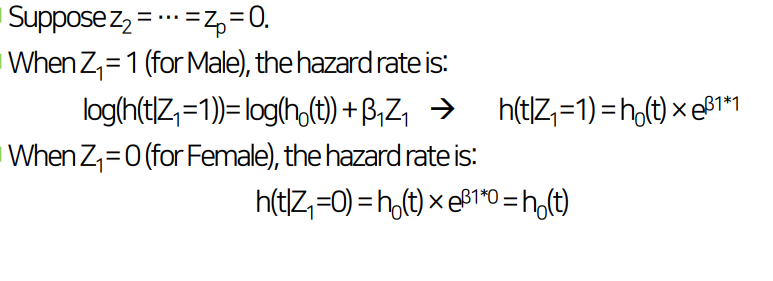 Suppose z₂ = ⋯ = zₚ = 0.
When Z₁ = 1 (for Male), the hazard rate is:
log(h(t|Z₁=1)) = log(h₀(t)) + β₁Z₁ → h(t|Z₁=1) = h₀(t) × e^β1*1
When Z₁ = 0 (for Female), the hazard rate is:
h(t|Z₁=0) = h₀(t) × e^β1*0 = h₀(t)